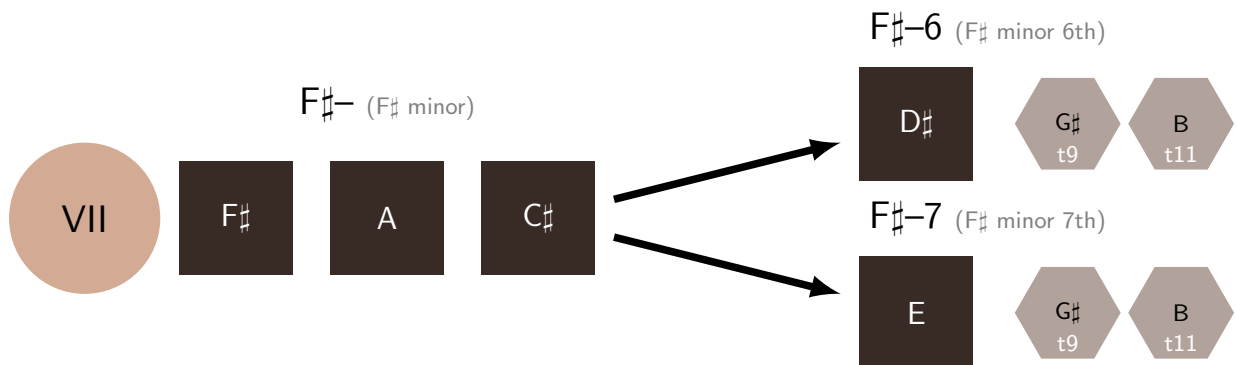 F♯–6 (F♯ minor 6th)
F♯– (F♯ minor)
D♯
G♯
t9
B
t11
VII
F♯
A
C♯
F♯–7 (F♯ minor 7th)
E
G♯
t9
B
t11